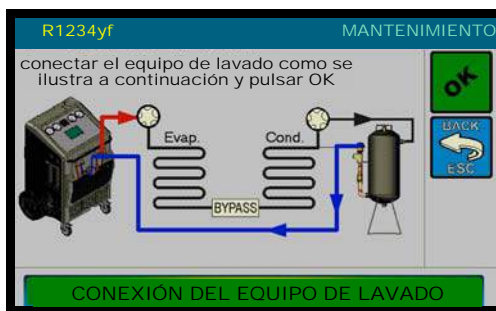 R1234yf MANTENIMIENTO
conectar el equipo de lavado como se
ilustra a continuación y pulsar OK
OK
BACK
ESC
Evap. Cond.
BYPASS
CONEXIÓN DEL EQUIPO DE LAVADO